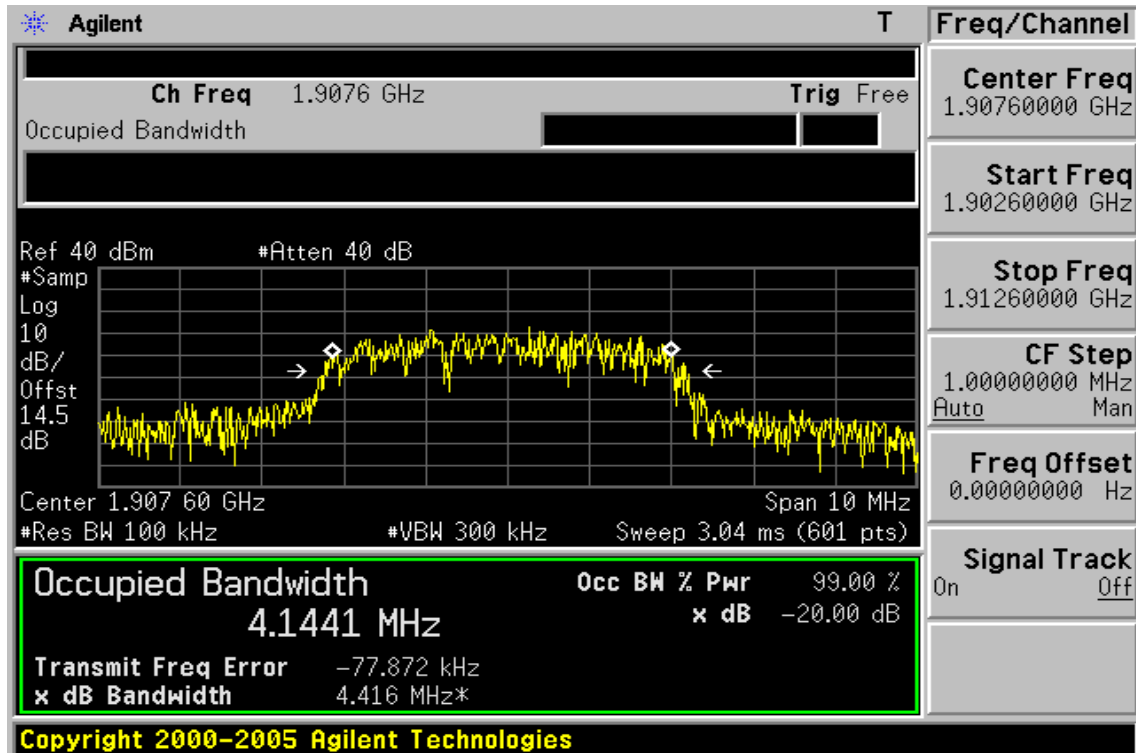 Agilent T
Ch Freq 1.9076 GHz Trig Free
Occupied Bandwidth
Ref 40 dBm #Atten 40 dB
#Samp
Log
10
dB/
Offst
14.5
dB
Center 1.907 60 GHz Span 10 MHz
#Res BW 100 kHz #VBW 300 kHz Sweep 3.04 ms (601 pts)
Occupied Bandwidth Occ BW % Pwr 99.00 %
4.1441 MHz x dB -20.00 dB
Transmit Freq Error -77.872 kHz
x dB Bandwidth 4.416 MHz*
Copyright 2000-2005 Agilent Technologies
Freq/Channel
Center Freq
1.90760000 GHz
Start Freq
1.90260000 GHz
Stop Freq
1.91260000 GHz
CF Step
1.00000000 MHz
Auto Man
Freq Offset
0.00000000 Hz
Signal Track
On Off